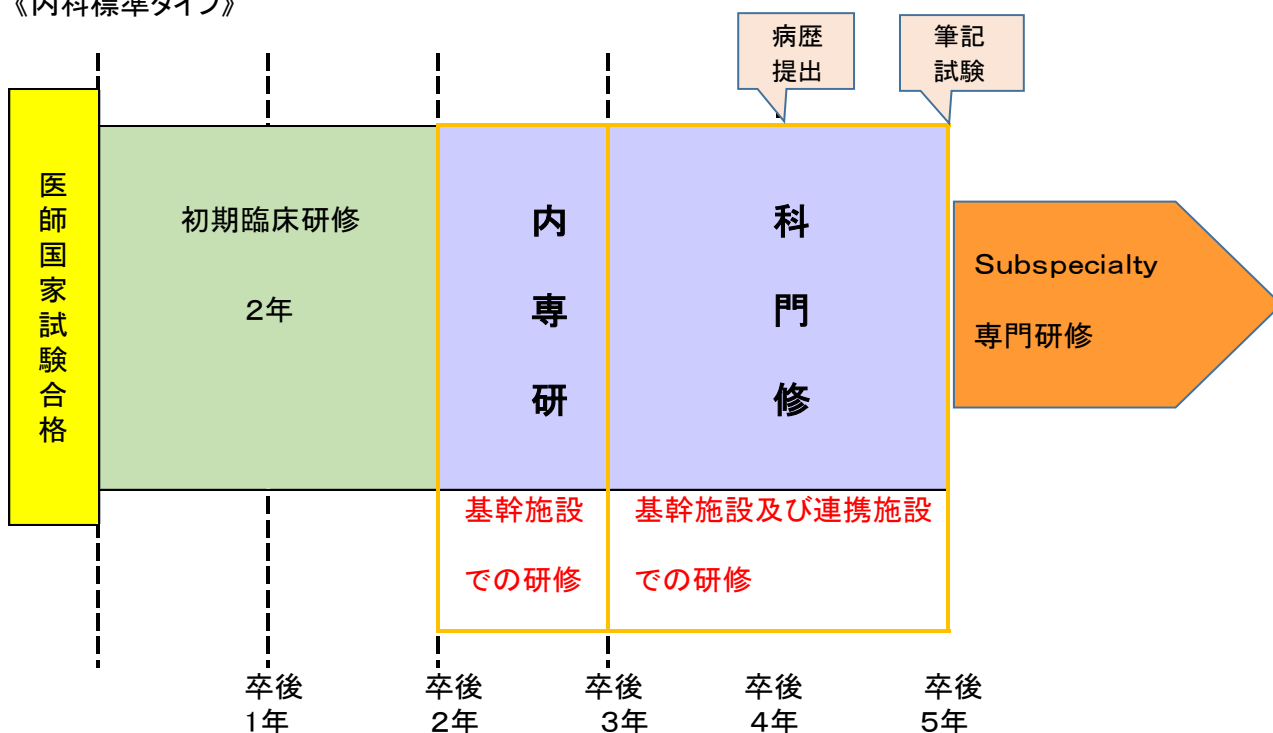 《内科標準タイプ》
病歴
提出
筆記
試験
医師国家試験合格
初期臨床研修
2年
内 科
専 門
研 修
Subspecialty
専門研修
基幹施設
での研修
基幹施設及び連携施設
での研修
卒後
1年
卒後
2年
卒後
3年
卒後
4年
卒後
5年